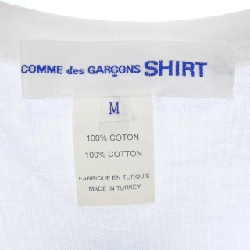 COMME des GARÇONS SHIRT
M
100% COTON
100% COTTON
FABRIQUE EN TURQUIE
MADE IN TURKEY